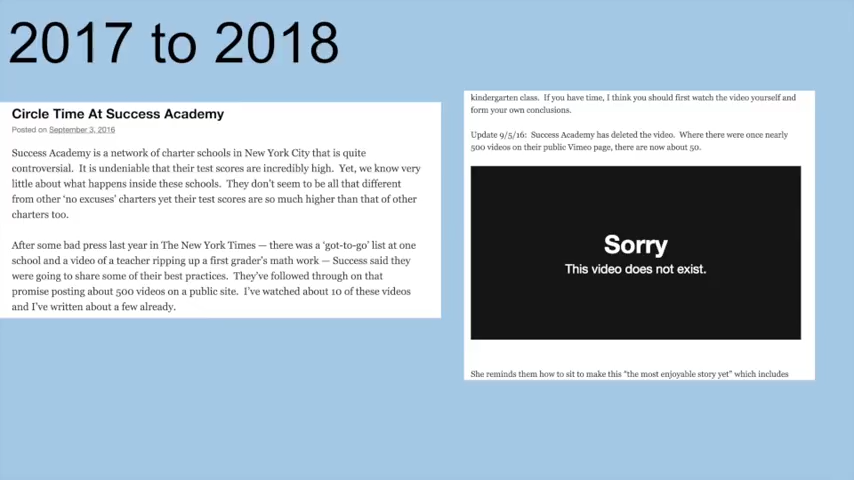 2017 to 2018
Circle Time At Success Academy
Posted on September 3, 2016
Success Academy is a network of charter schools in New York City that is quite
controversial. It is undeniable that their test scores are incredibly high. Yet, we know very
little about what happens inside these schools. They don't seem to be all that different
from other 'no excuses' charters yet their test scores are so much higher than that of other
charters too.
After some bad press last year in The New York Times — there was a 'got-to-go' list at one
school and a video of a teacher ripping up a first grader's math work — Success said they
were going to share some of their best practices. They've followed through on that
promise posting about 500 videos on a public site. I've watched about 10 of these videos
and I've written about a few already.
kindergarten class. If you have time, I think you should first watch the video yourself and
form your own conclusions.
Update 9/5/16: Success Academy has deleted the video. Where there were once nearly
500 videos on their public Vimeo page, there are now about 50.
Sorry
This video does not exist.
She reminds them how to sit to make this "the most enjoyable story yet" which includes